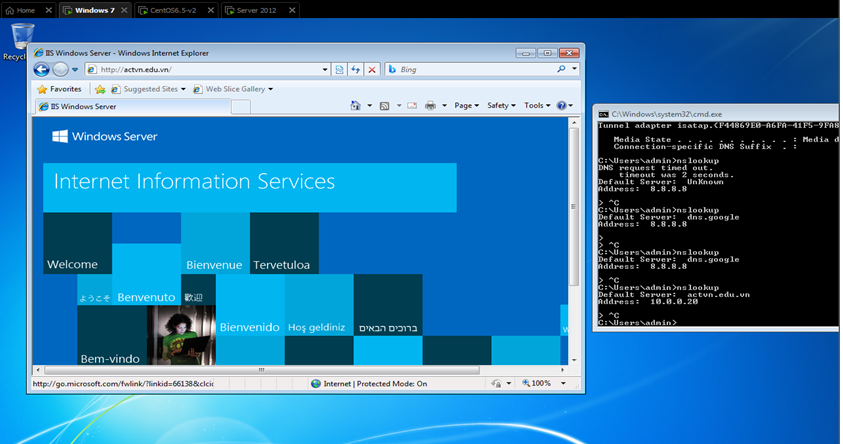 Home
Windows 7
CentOS6.5-v2
Server 2012
IIS Windows Server - Windows Internet Explorer
http://actvn.edu.vn/
Bing
Favorites
Suggested Sites
Web Slice Gallery
IIS Windows Server
Page
Safety
Tools
Windows Server
Internet Information Services
Welcome
Bienvenue
Tervetuloa
ようこそ
Benvenuto
歡迎
Bienvenido
Hoş geldiniz
ברוכים הבאים
Bem-vindo
http://go.microsoft.com/fwlink/?linkid=66138&clcid
Internet | Protected Mode: On
100%
C:\Windows\system32\cmd.exe
Tunnel adapter isatap.{F44869E0-A6FA-41F5-9FA8
Media State . . . . . . . . . . . : Media d
Connection-specific DNS Suffix . :
C:\Users\admin>nslookup
DNS request timed out.
timeout was 2 seconds.
Default Server: UnKnown
Address: 8.8.8.8
> ^C
C:\Users\admin>nslookup
Default Server: dns.google
Address: 8.8.8.8
>
> ^C
C:\Users\admin>nslookup
Default Server: dns.google
Address: 8.8.8.8
> ^C
C:\Users\admin>nslookup
Default Server: actvn.edu.vn
Address: 10.0.0.20
> ^C
C:\Users\admin>